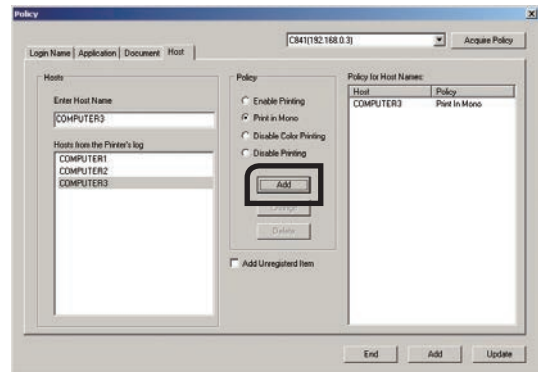 Policy
C841(192.168.0.3)
Acquire Policy
Login Name
Application
Document
Host
Hosts
Enter Host Name
COMPUTER3
Hosts from the Printer's log
COMPUTER1
COMPUTER2
COMPUTER3
Policy
Enable Printing
Print in Mono
Disable Color Printing
Disable Printing
Add
Change
Delete
Add Unregisterd Item
Policy for Host Names:
Host Policy
COMPUTER3 Print In Mono
End
Add
Update